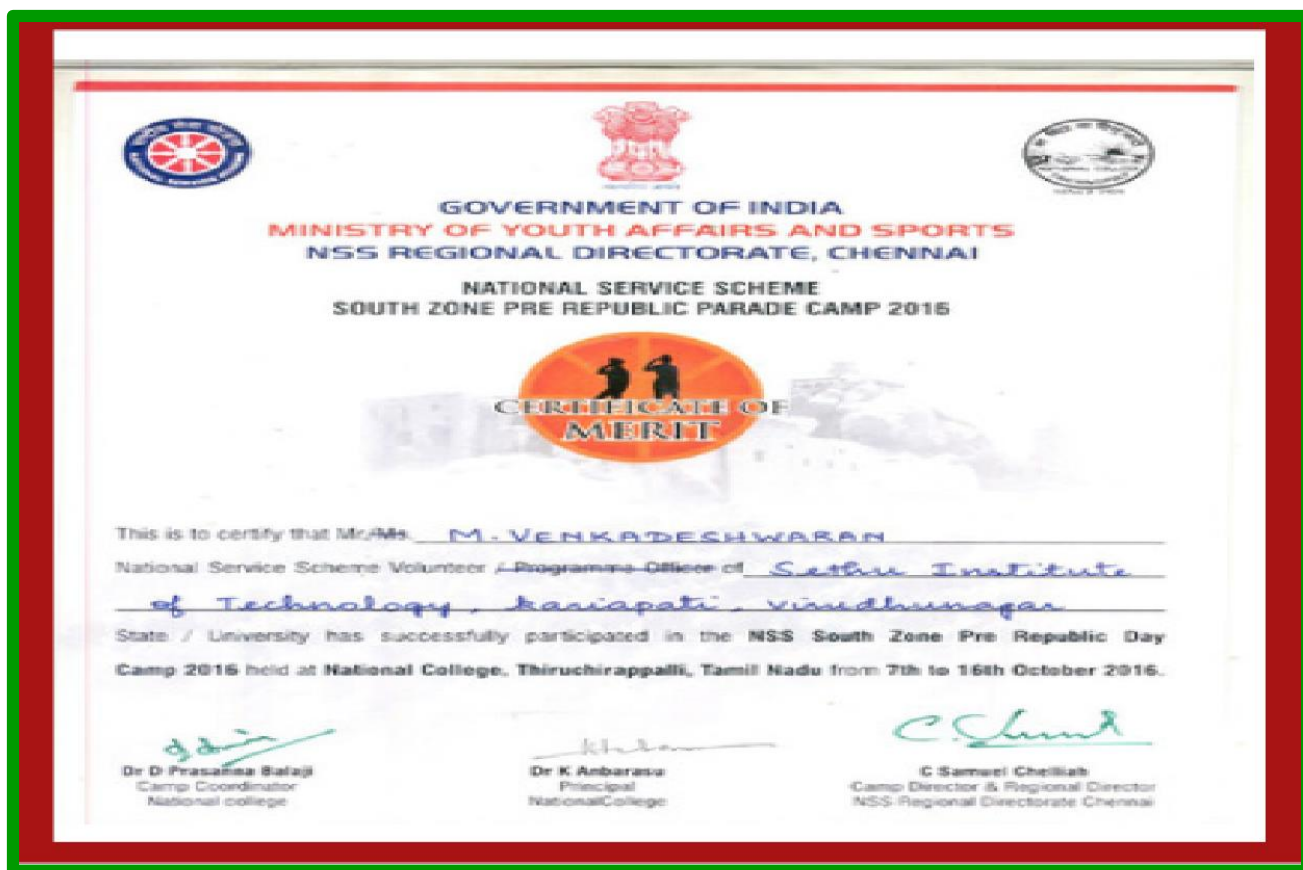 GOVERNMENT OF INDIA
MINISTRY OF YOUTH AFFAIRS AND SPORTS
NSS REGIONAL DIRECTORATE, CHENNAI
NATIONAL SERVICE SCHEME
SOUTH ZONE PRE REPUBLIC PARADE CAMP 2016
CERTIFICATE OF
MERIT
This is to certify that Mr/Ms. M. VENKADESHWARAN
National Service Scheme Volunteer / Programme Officer of Sethu Institute
of Technology, kariapati, virudhunagar
State / University has successfully participated in the NSS South Zone Pre Republic Day
Camp 2016 held at National College, Thiruchirappalli, Tamil Nadu from 7th to 16th October 2016.
Dr D Prasanna Balaji
Camp Coordinator
National college
Dr K Anbarasu
Principal
NationalCollege
C Samuel Chelliah
Camp Director & Regional Director
NSS Regional Directorate Chennai